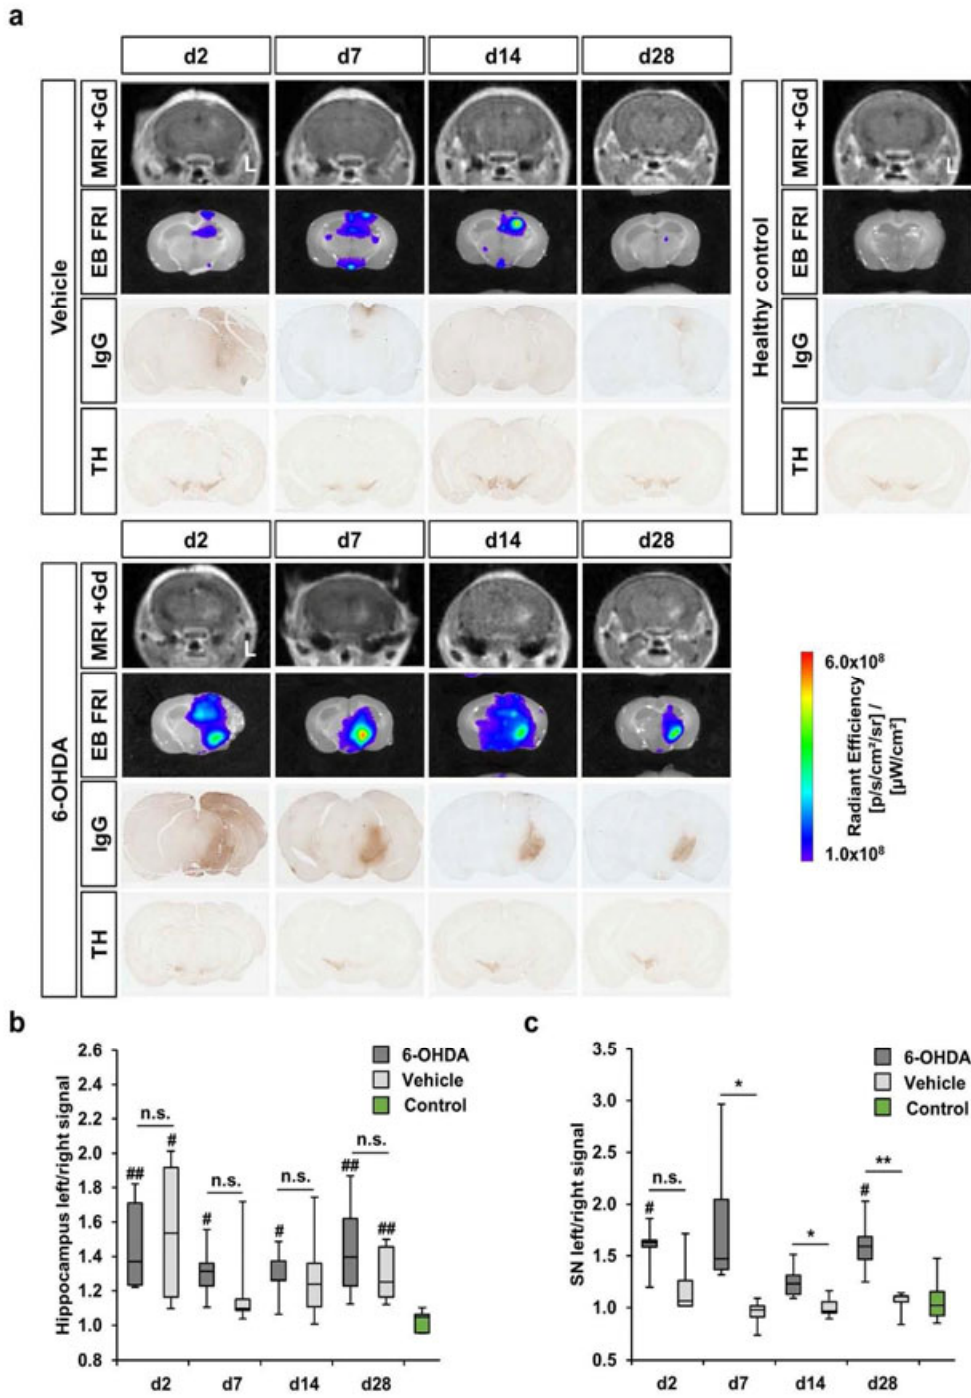 a
d2 d7 d14 d28
Vehicle
MRI +Gd
L
EB FRI
IgG
TH
Healthy control
MRI +Gd
L
EB FRI
IgG
TH
d2 d7 d14 d28
6-OHDA
MRI +Gd
L
EB FRI
IgG
TH
6.0x10⁸
Radiant Efficiency
[p/s/cm²/sr] /
[µW/cm²]
1.0x10⁸
b
Hippocampus left/right signal
2.6
2.4
2.2
2.0
1.8
1.6
1.4
1.2
1.0
0.8
6-OHDA
Vehicle
Control
n.s.
## #
n.s.
#
n.s.
#
n.s.
##
##
d2 d7 d14 d28
c
SN left/right signal
3.5
3.0
2.5
2.0
1.5
1.0
0.5
6-OHDA
Vehicle
Control
n.s.
#
*
*
**
#
d2 d7 d14 d28